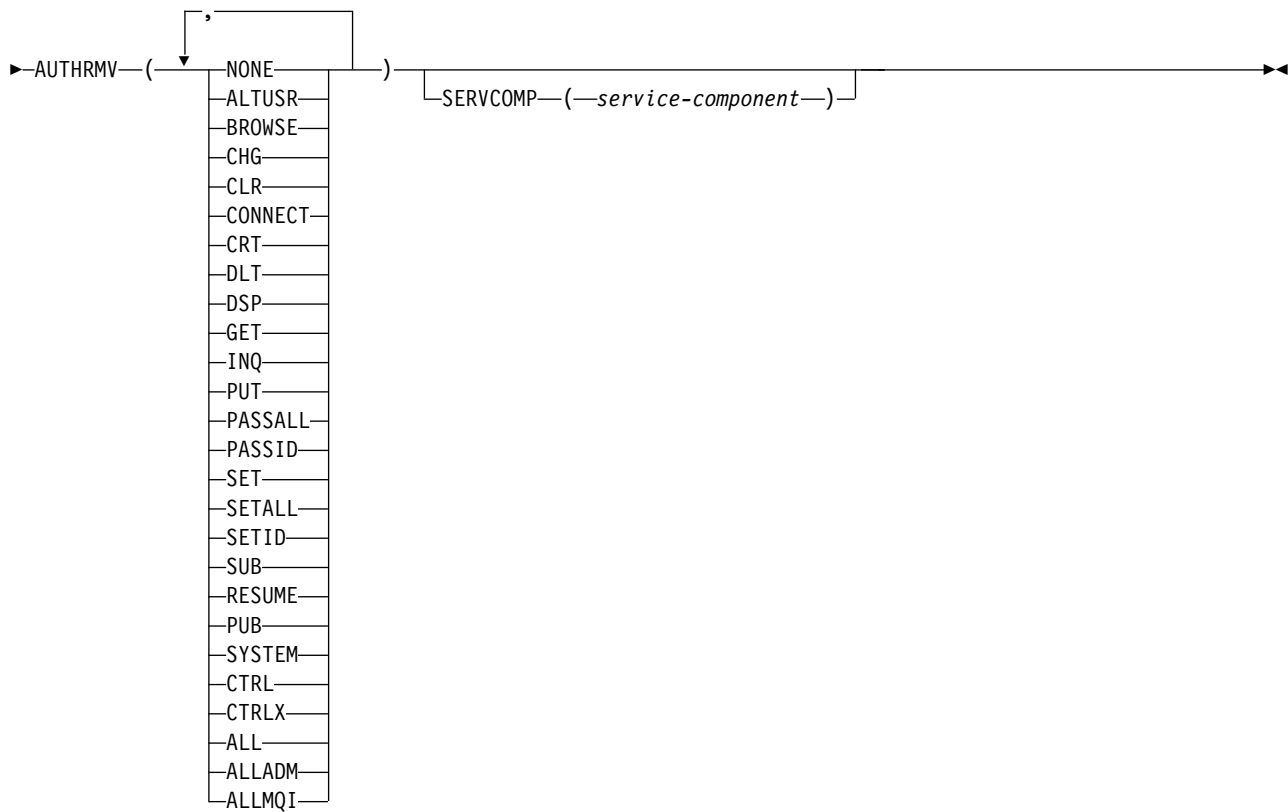 ,
AUTHRMV ( NONE )
ALTUSR SERVCOMP ( service-component )
BROWSE
CHG
CLR
CONNECT
CRT
DLT
DSP
GET
INQ
PUT
PASSALL
PASSID
SET
SETALL
SETID
SUB
RESUME
PUB
SYSTEM
CTRL
CTRLX
ALL
ALLADM
ALLMQI